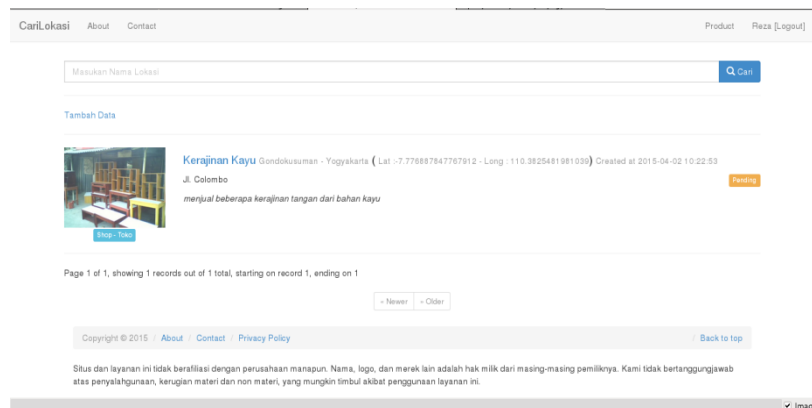 CariLokasi About Contact Product Reza [Logout]
Masukan Nama Lokasi Cari
Tambah Data
Kerajinan Kayu Gondokusuman - Yogyakarta ( Lat :-7.776887847767912 - Long : 110.3825481981039) Created at 2015-04-02 10:22:53
Jl. Colombo Pending
menjual beberapa kerajinan tangan dari bahan kayu
Shop - Toko
Page 1 of 1, showing 1 records out of 1 total, starting on record 1, ending on 1
« Newer » Older
Copyright © 2015 / About / Contact / Privacy Policy / Back to top
Situs dan layanan ini tidak berafiliasi dengan perusahaan manapun. Nama, logo, dan merek lain adalah hak milik dari masing-masing pemiliknya. Kami tidak bertanggungjawab
atas penyalahgunaan, kerugian materi dan non materi, yang mungkin timbul akibat penggunaan layanan ini.